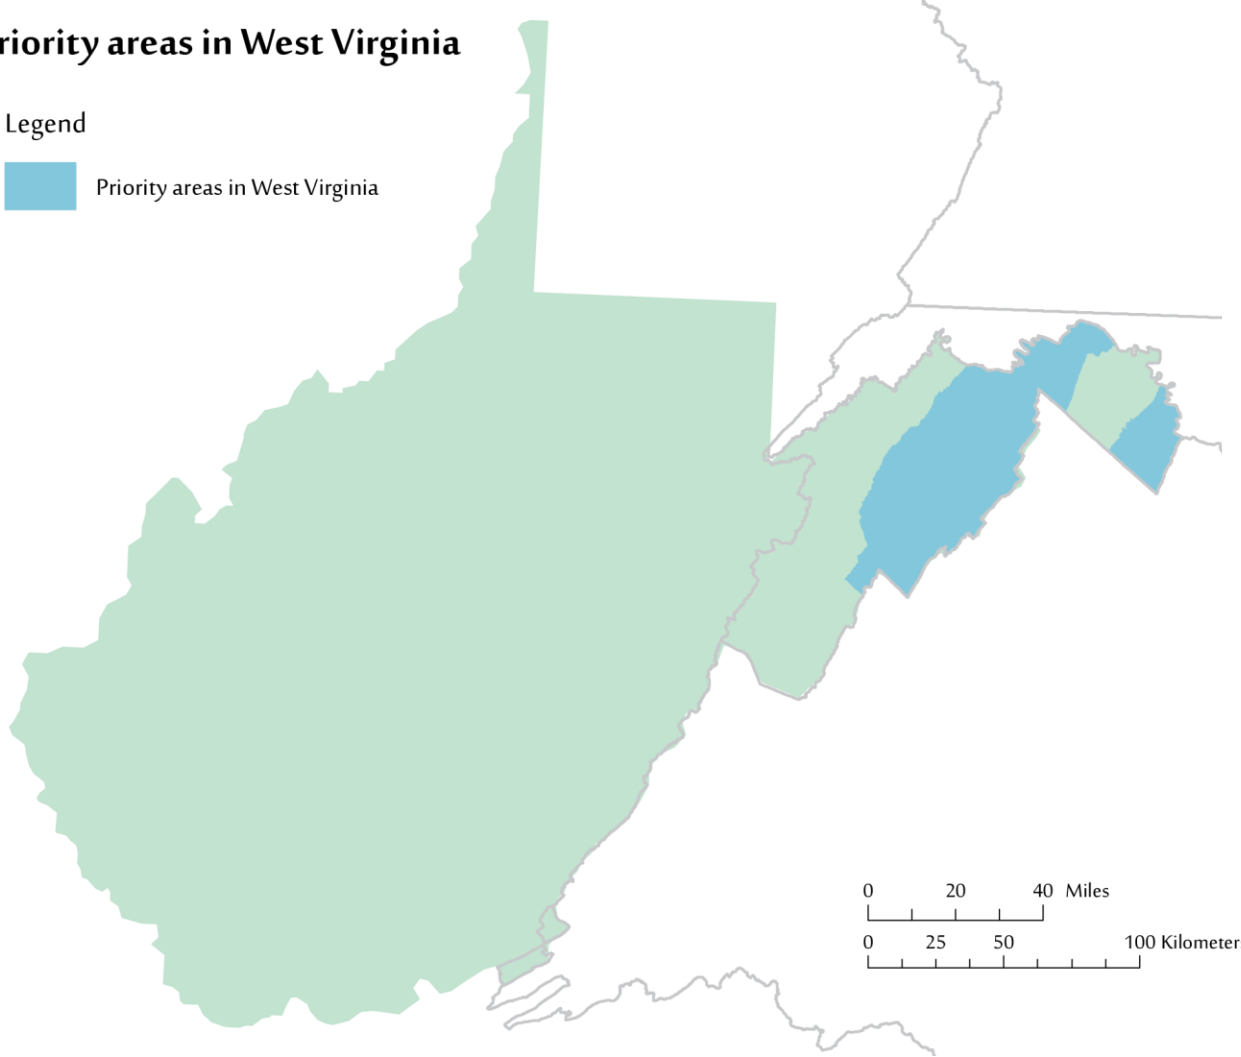 riority areas in West Virginia
Legend
Priority areas in West Virginia
0 20 40 Miles
0 25 50 100 Kilometer